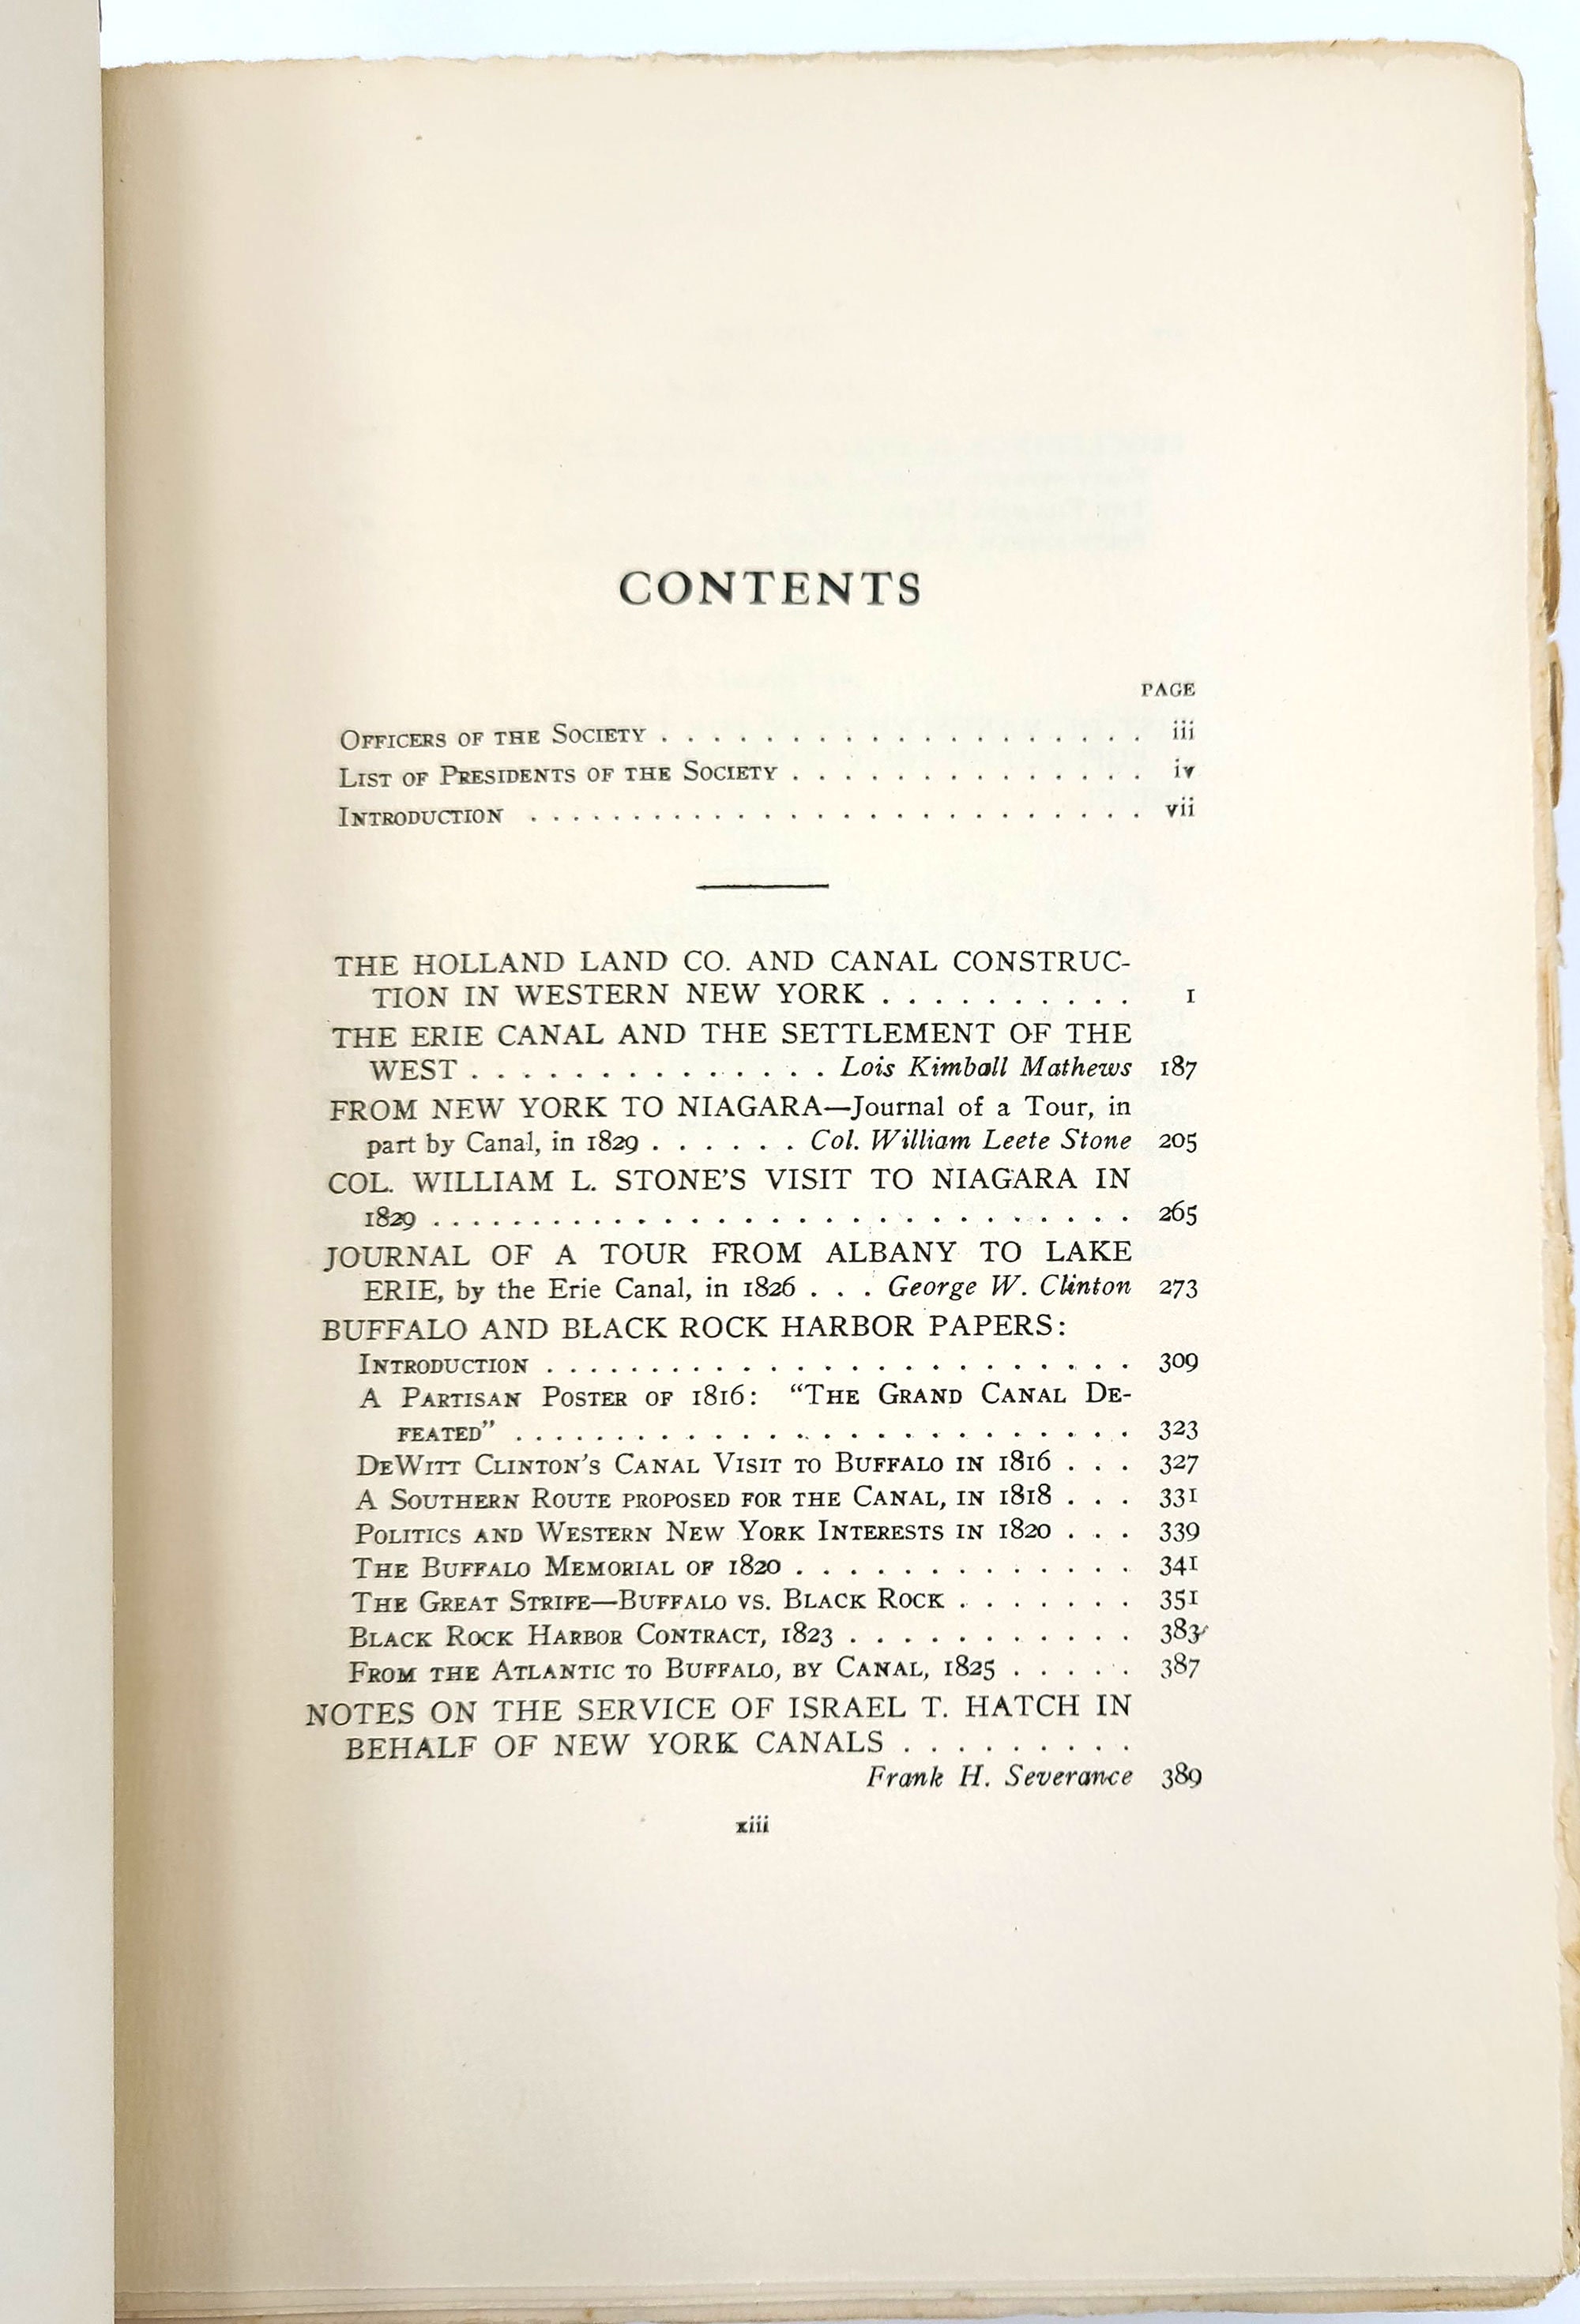 CONTENTS
PAGE
OFFICERS OF THE SOCIETY . . . . . . . . . . . . . . . . . . . iii
LIST OF PRESIDENTS OF THE SOCIETY . . . . . . . . . . . . . . iv
INTRODUCTION . . . . . . . . . . . . . . . . . . . . . . . . vii
THE HOLLAND LAND CO. AND CANAL CONSTRUC-
TION IN WESTERN NEW YORK . . . . . . . . . . 1
THE ERIE CANAL AND THE SETTLEMENT OF THE
WEST . . . . . . . . . . . . . . Lois Kimball Mathews 187
FROM NEW YORK TO NIAGARA—Journal of a Tour, in
part by Canal, in 1829 . . . . . . Col. William Leete Stone 205
COL. WILLIAM L. STONE'S VISIT TO NIAGARA IN
1829 . . . . . . . . . . . . . . . . . . . . . . . . . . . 265
JOURNAL OF A TOUR FROM ALBANY TO LAKE
ERIE, by the Erie Canal, in 1826 . . . George W. Clinton 273
BUFFALO AND BLACK ROCK HARBOR PAPERS:
INTRODUCTION . . . . . . . . . . . . . . . . . . . . . . . 309
A PARTISAN POSTER OF 1816: "THE GRAND CANAL DE-
FEATED" . . . . . . . . . . . . . . . . . . . . . . . . 323
DEWITT CLINTON'S CANAL VISIT TO BUFFALO IN 1816 . . . 327
A SOUTHERN ROUTE PROPOSED FOR THE CANAL, IN 1818 . . . 331
POLITICS AND WESTERN NEW YORK INTERESTS IN 1820 . . . 339
THE BUFFALO MEMORIAL OF 1820 . . . . . . . . . . . . . 341
THE GREAT STRIFE—BUFFALO VS. BLACK ROCK . . . . . . . 351
BLACK ROCK HARBOR CONTRACT, 1823 . . . . . . . . . . . 383
FROM THE ATLANTIC TO BUFFALO, BY CANAL, 1825 . . . . . 387
NOTES ON THE SERVICE OF ISRAEL T. HATCH IN
BEHALF OF NEW YORK CANALS . . . . . . . . .
Frank H. Severance 389
xiii